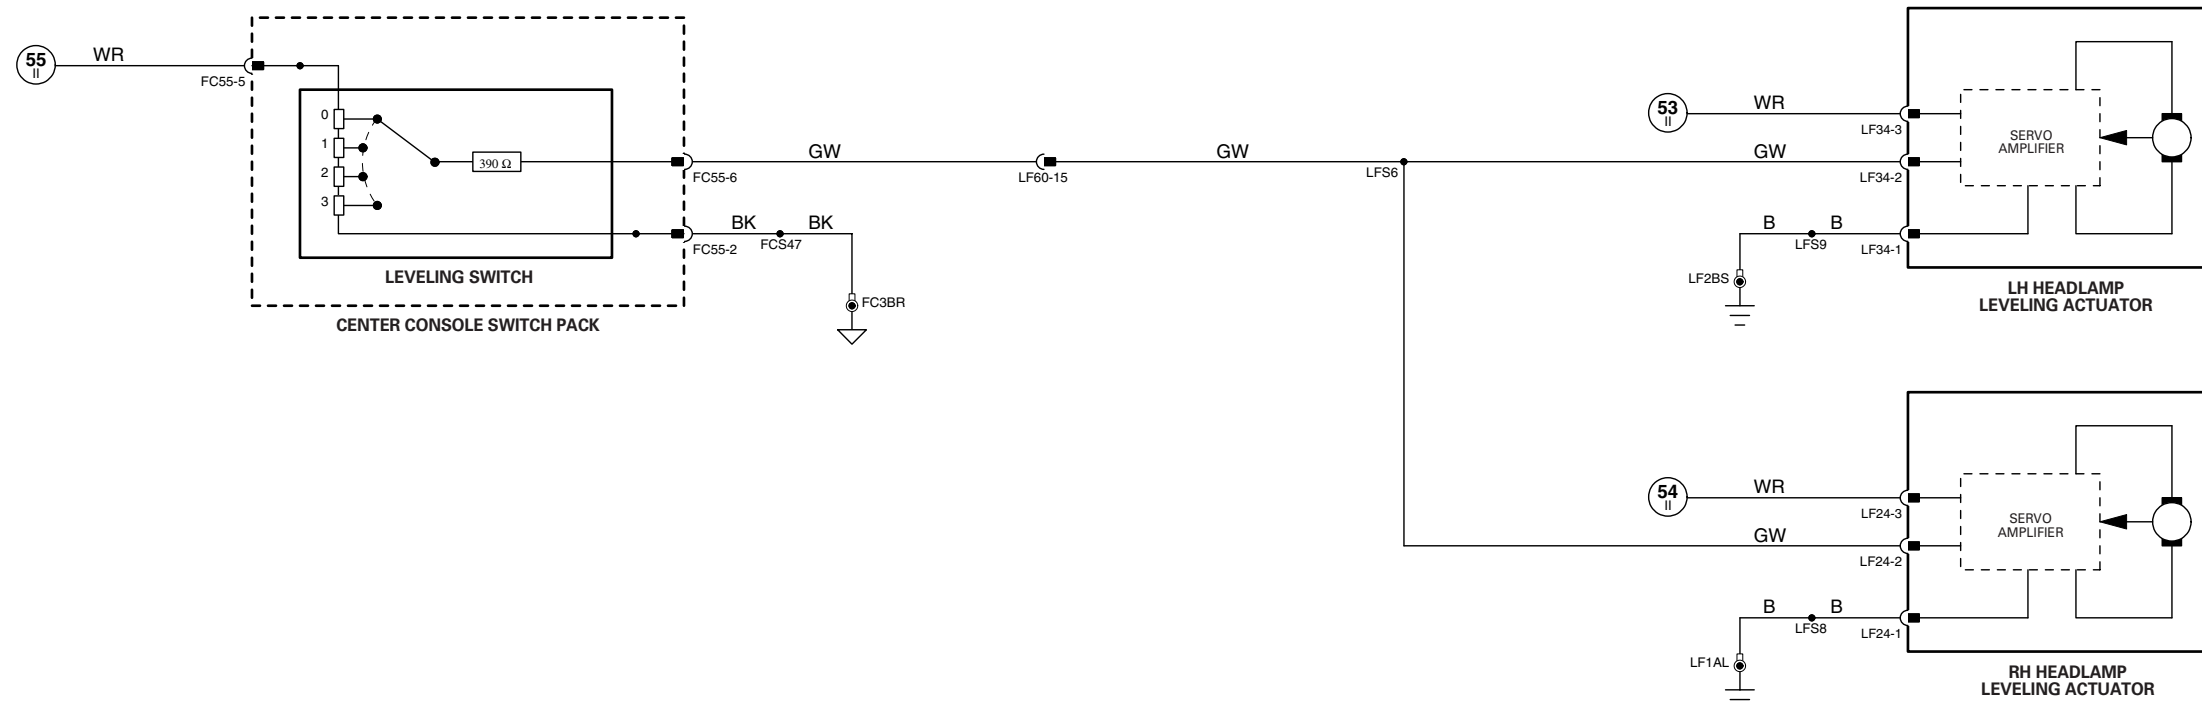 55
II
WR
FC55-5
0
1
2
3
390 Ω
LEVELING SWITCH
CENTER CONSOLE SWITCH PACK
GW
FC55-6
BK
BK
FC55-2
FCS47
FC3BR
LF60-15
GW
LFS6
53
II
WR
LF34-3
GW
LF34-2
B
B
LFS9
LF34-1
LF2BS
SERVO
AMPLIFIER
LH HEADLAMP
LEVELING ACTUATOR
54
II
WR
LF24-3
GW
LF24-2
B
B
LFS8
LF24-1
LF1AL
SERVO
AMPLIFIER
RH HEADLAMP
LEVELING ACTUATOR